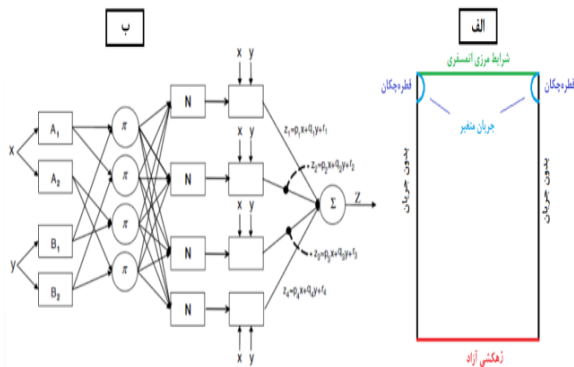 الف
شرایط مرزی اتمسفری
قطره‌چکان
قطره‌چکان
جریان متغیر
بدون جریان
بدون جریان
زهکشی آزاد
ب
x y
x
y
A₁
A₂
B₁
B₂
π
π
π
π
N
N
N
N
z₁=p₁x+q₁y+r₁
x y
z₂=p₂x+q₂y+r₂
Σ
Z
x y
z₃=p₃x+q₃y+r₃
z₄=p₄x+q₄y+r₄
x y